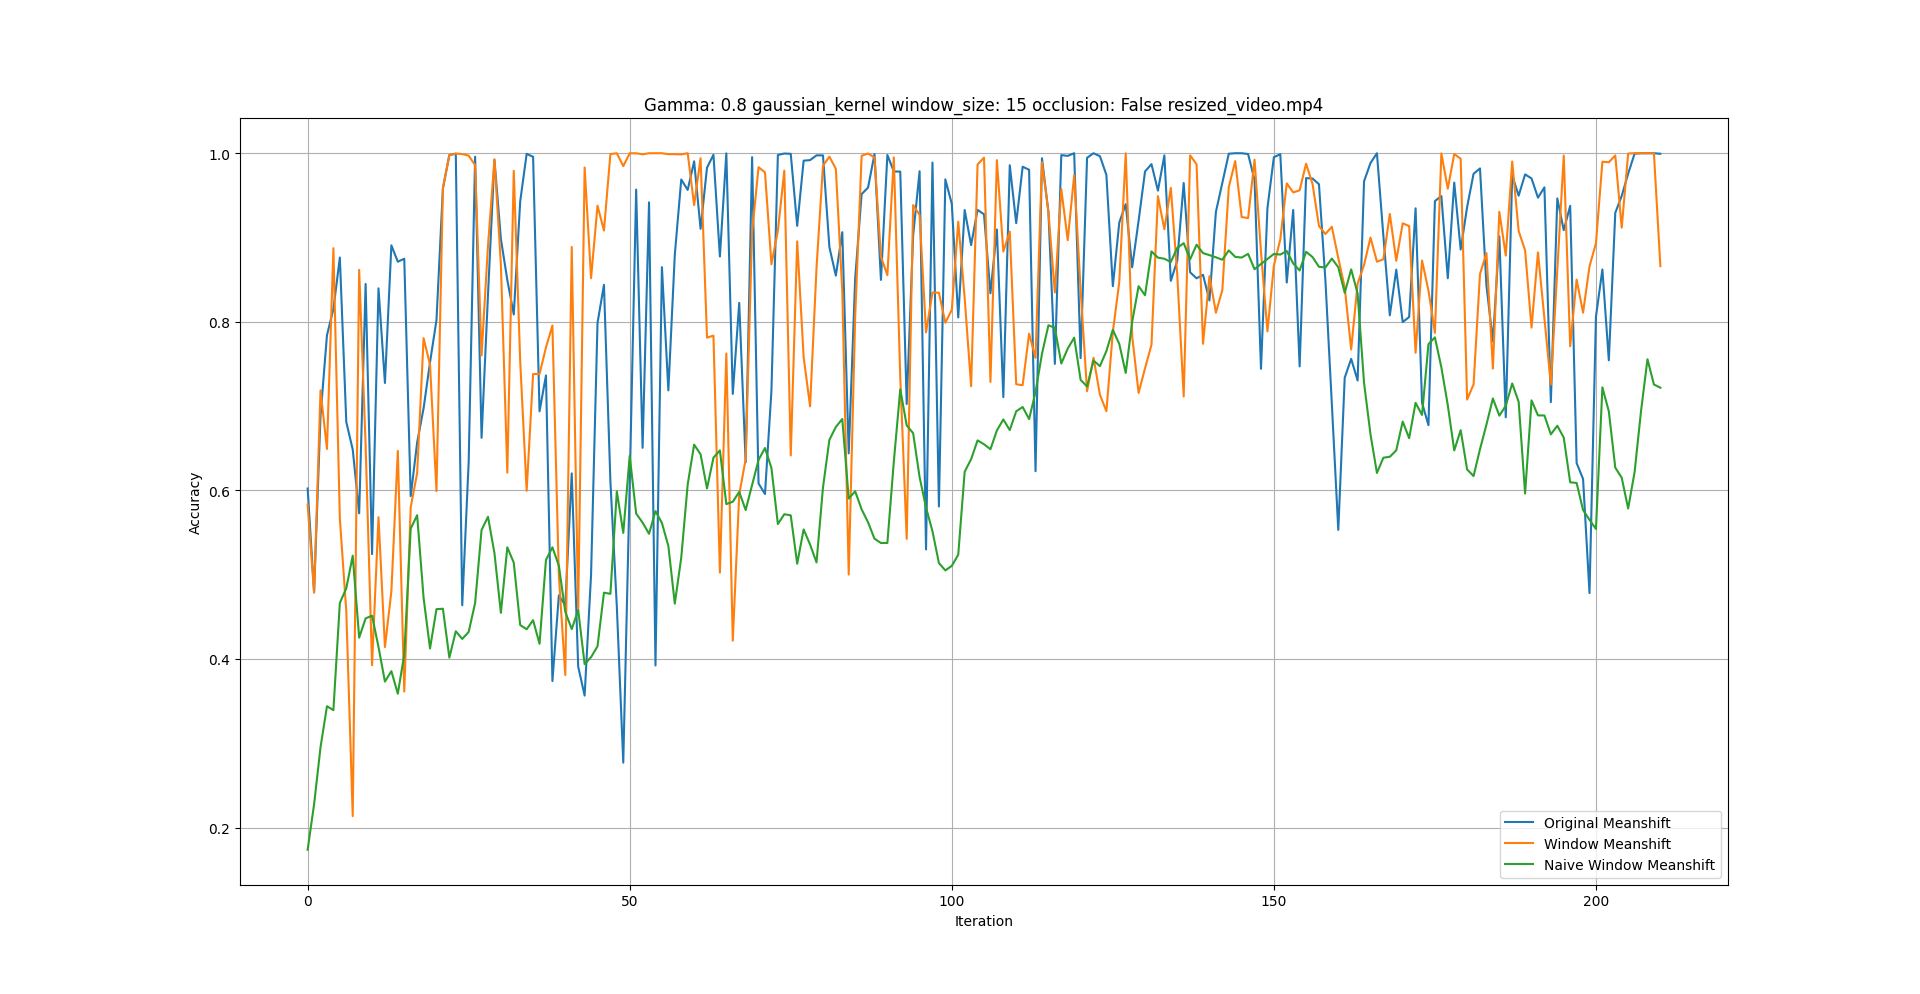 Gamma: 0.8 gaussian_kernel window_size: 15 occlusion: False resized_video.mp4
1.0
0.8
0.6
0.4
0.2
Accuracy
0
50
100
150
200
Iteration
Original Meanshift
Window Meanshift
Naive Window Meanshift